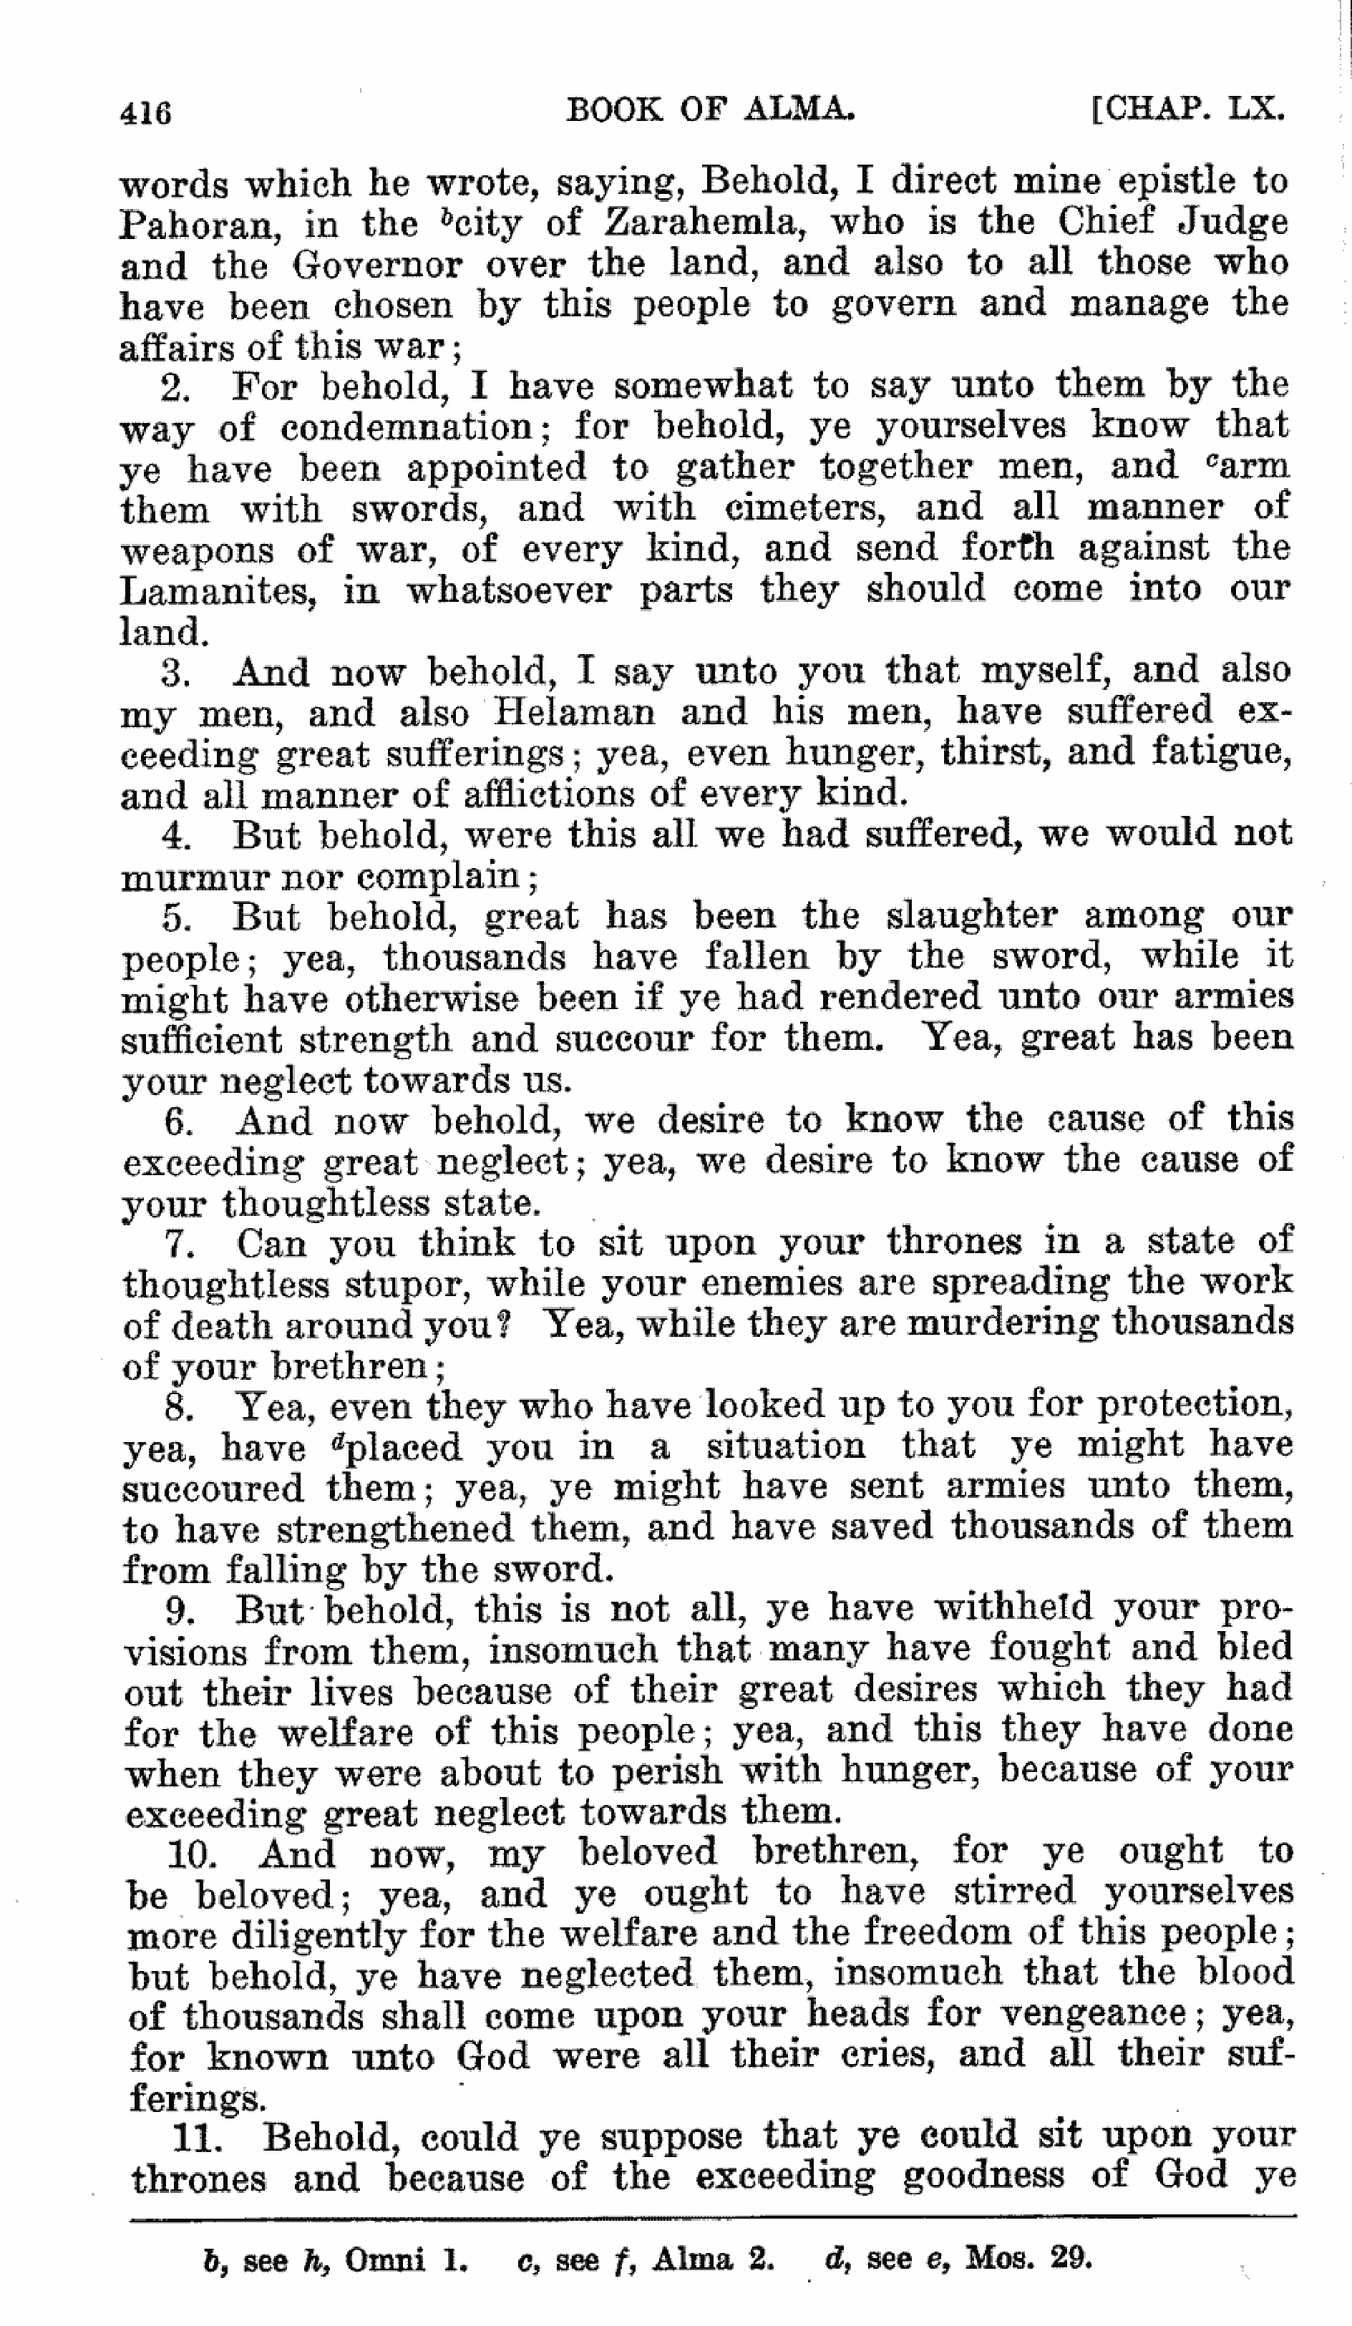 416 BOOK OF ALMA. [CHAP. LX.
words which he wrote, saying, Behold, I direct mine epistle to
Pahoran, in the ᵇcity of Zarahemla, who is the Chief Judge
and the Governor over the land, and also to all those who
have been chosen by this people to govern and manage the
affairs of this war;
2. For behold, I have somewhat to say unto them by the
way of condemnation; for behold, ye yourselves know that
ye have been appointed to gather together men, and ᶜarm
them with swords, and with cimeters, and all manner of
weapons of war, of every kind, and send forth against the
Lamanites, in whatsoever parts they should come into our
land.
3. And now behold, I say unto you that myself, and also
my men, and also Helaman and his men, have suffered ex-
ceeding great sufferings; yea, even hunger, thirst, and fatigue,
and all manner of afflictions of every kind.
4. But behold, were this all we had suffered, we would not
murmur nor complain;
5. But behold, great has been the slaughter among our
people; yea, thousands have fallen by the sword, while it
might have otherwise been if ye had rendered unto our armies
sufficient strength and succour for them. Yea, great has been
your neglect towards us.
6. And now behold, we desire to know the cause of this
exceeding great neglect; yea, we desire to know the cause of
your thoughtless state.
7. Can you think to sit upon your thrones in a state of
thoughtless stupor, while your enemies are spreading the work
of death around you? Yea, while they are murdering thousands
of your brethren;
8. Yea, even they who have looked up to you for protection,
yea, have ᵈplaced you in a situation that ye might have
succoured them; yea, ye might have sent armies unto them,
to have strengthened them, and have saved thousands of them
from falling by the sword.
9. But behold, this is not all, ye have withheld your pro-
visions from them, insomuch that many have fought and bled
out their lives because of their great desires which they had
for the welfare of this people; yea, and this they have done
when they were about to perish with hunger, because of your
exceeding great neglect towards them.
10. And now, my beloved brethren, for ye ought to
be beloved; yea, and ye ought to have stirred yourselves
more diligently for the welfare and the freedom of this people;
but behold, ye have neglected them, insomuch that the blood
of thousands shall come upon your heads for vengeance; yea,
for known unto God were all their cries, and all their suf-
ferings.
11. Behold, could ye suppose that ye could sit upon your
thrones and because of the exceeding goodness of God ye
b, see h, Omni 1. c, see f, Alma 2. d, see e, Mos. 29.